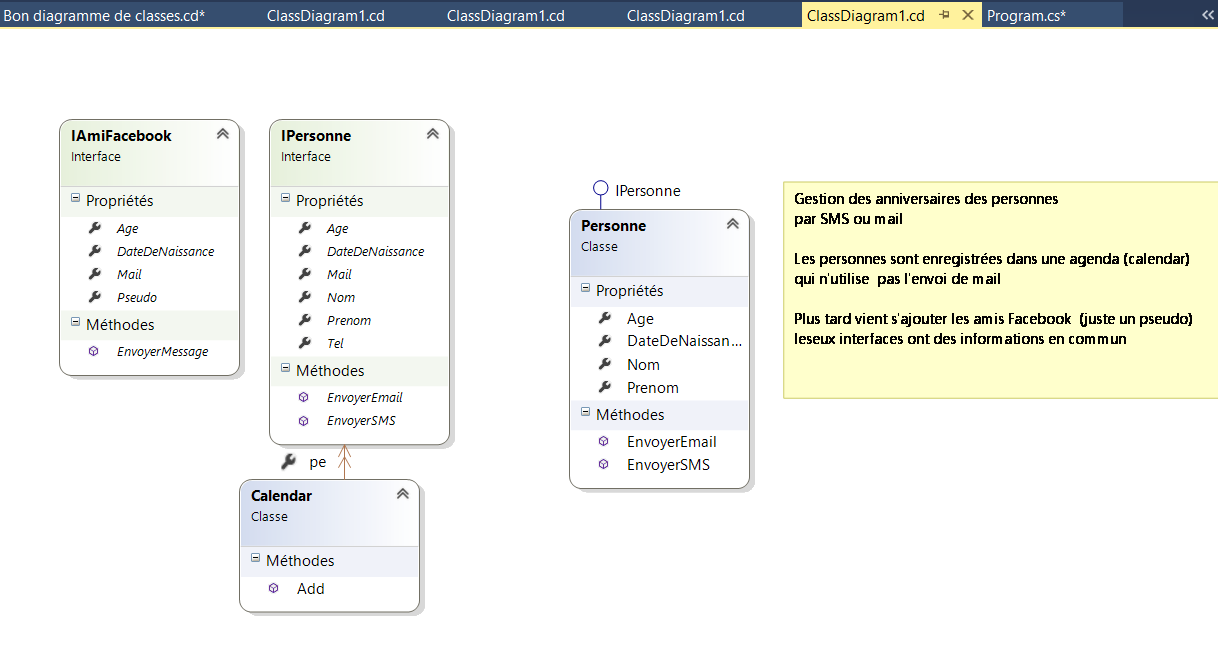 Bon diagramme de classes.cd*
ClassDiagram1.cd
ClassDiagram1.cd
ClassDiagram1.cd
ClassDiagram1.cd
Program.cs*
IAmiFacebook
Interface
Propriétés
Age
DateDeNaissance
Mail
Pseudo
Méthodes
EnvoyerMessage
IPersonne
Interface
Propriétés
Age
DateDeNaissance
Mail
Nom
Prenom
Tel
Méthodes
EnvoyerEmail
EnvoyerSMS
pe
Calendar
Classe
Méthodes
Add
IPersonne
Personne
Classe
Propriétés
Age
DateDeNaissan...
Nom
Prenom
Méthodes
EnvoyerEmail
EnvoyerSMS
Gestion des anniversaires des personnes
par SMS ou mail
Les personnes sont enregistrées dans une agenda (calendar)
qui n'utilise pas l'envoi de mail
Plus tard vient s'ajouter les amis Facebook (juste un pseudo)
leseux interfaces ont des informations en commun